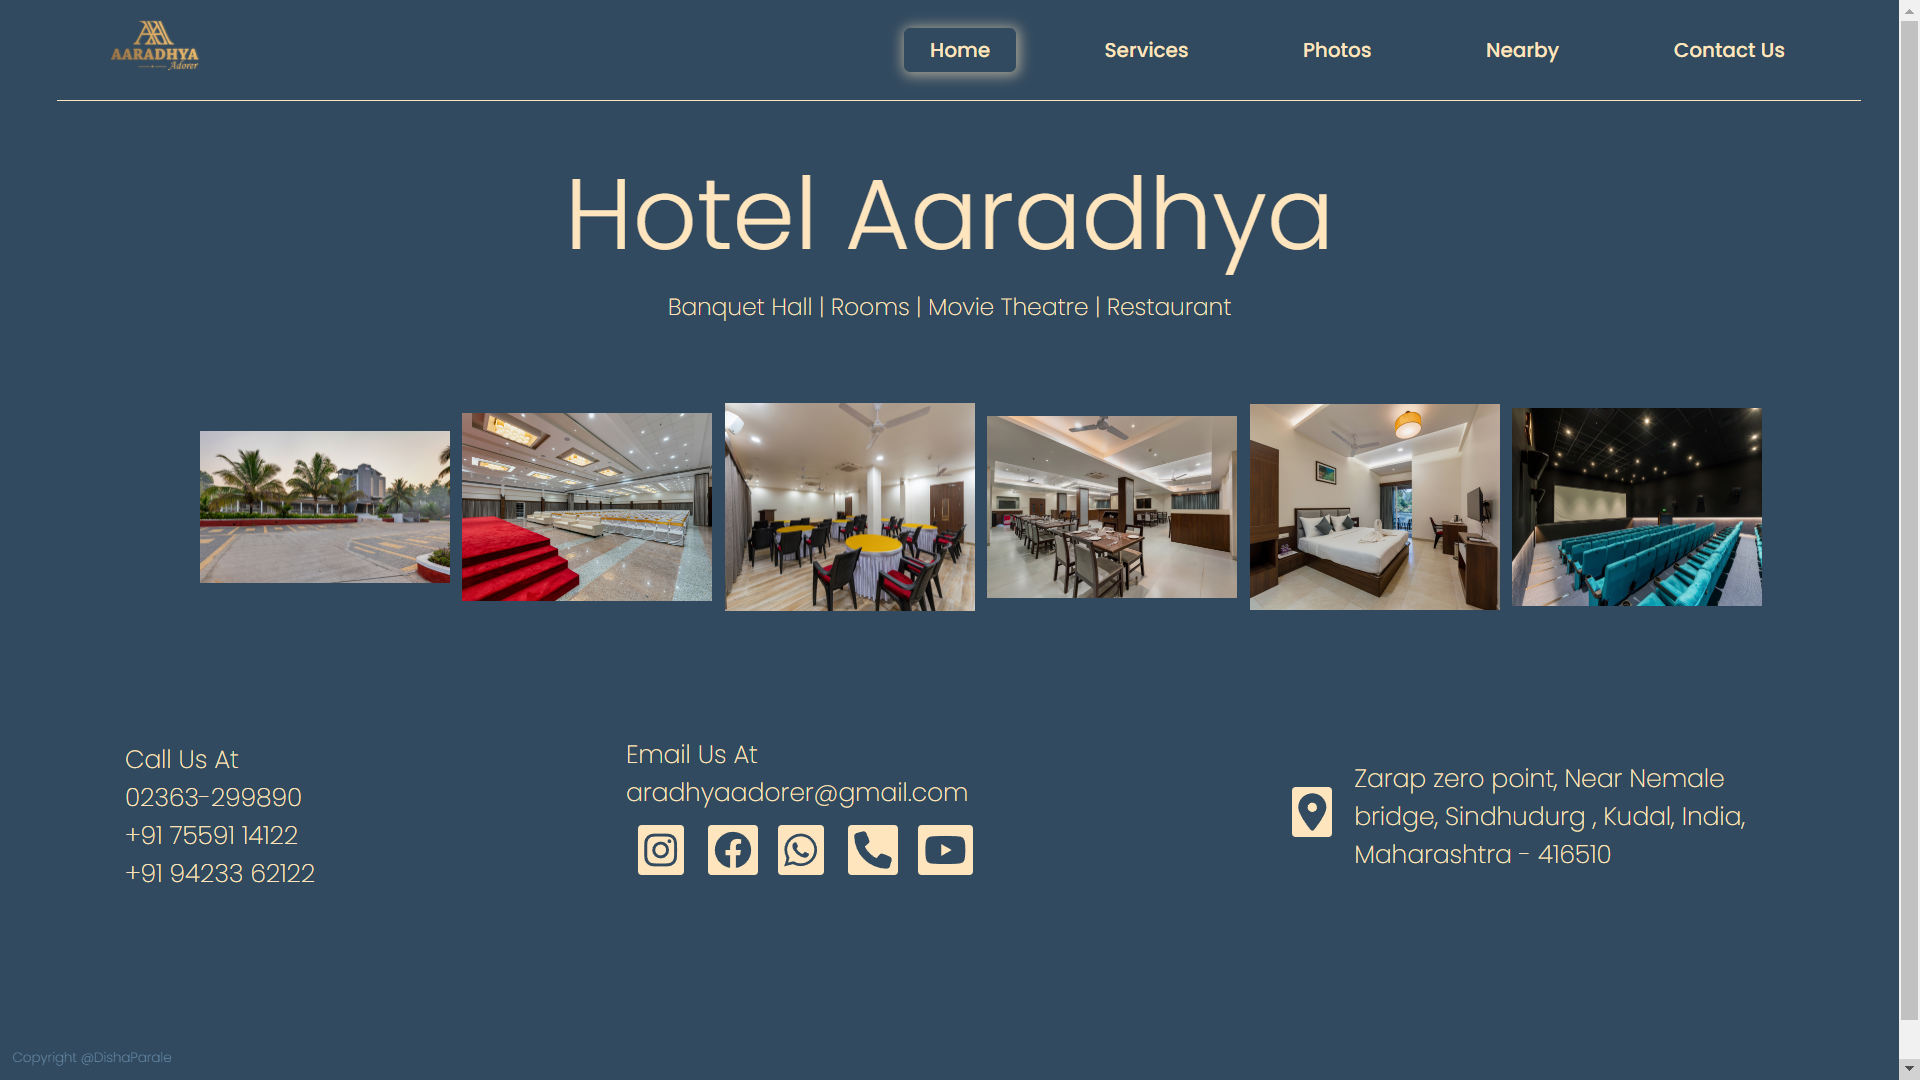 AARADHYA
Adorer
Home
Services
Photos
Nearby
Contact Us
Hotel Aaradhya
Banquet Hall | Rooms | Movie Theatre | Restaurant
Call Us At
02363-299890
+91 75591 14122
+91 94233 62122
Email Us At
aradhyaadorer@gmail.com
Zarap zero point, Near Nemale
bridge, Sindhudurg , Kudal, India,
Maharashtra - 416510
Copyright @DishaParale